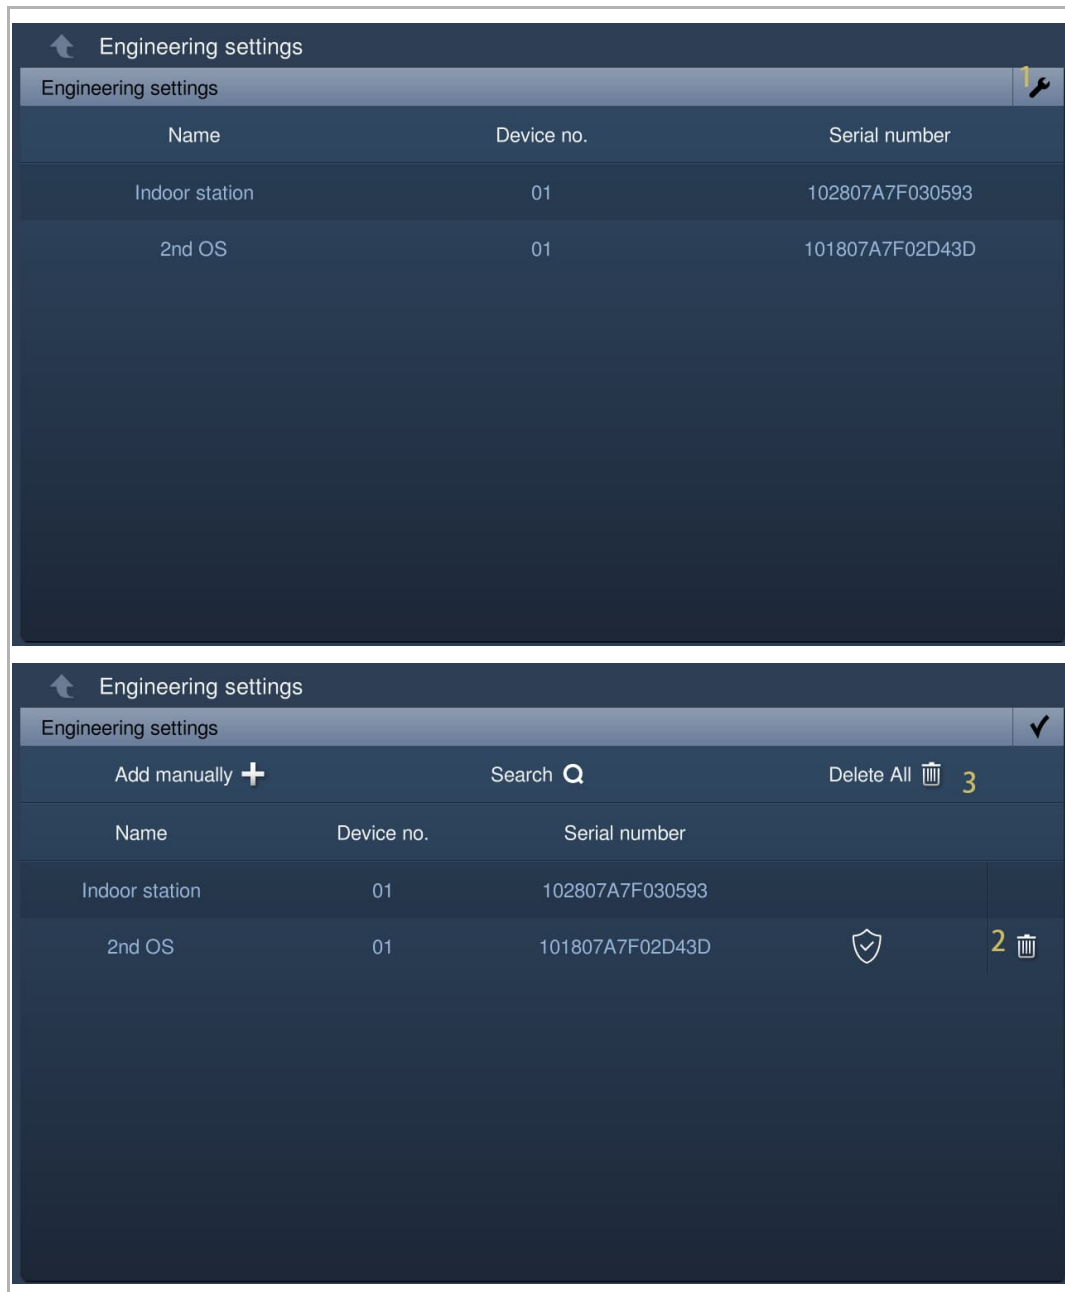 Engineering settings
Engineering settings 1
Name Device no. Serial number
Indoor station 01 102807A7F030593
2nd OS 01 101807A7F02D43D
Engineering settings
Engineering settings
Add manually Search Delete All 3
Name Device no. Serial number
Indoor station 01 102807A7F030593
2nd OS 01 101807A7F02D43D 2